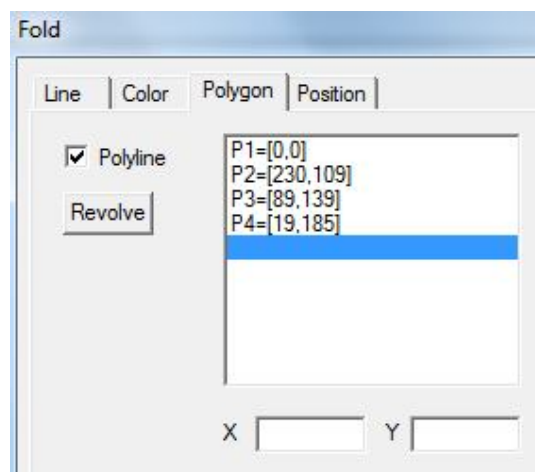 Fold
Line Color Polygon Position
Polyline
Revolve
P1=[0,0]
P2=[230,109]
P3=[89,139]
P4=[19,185]
X Y